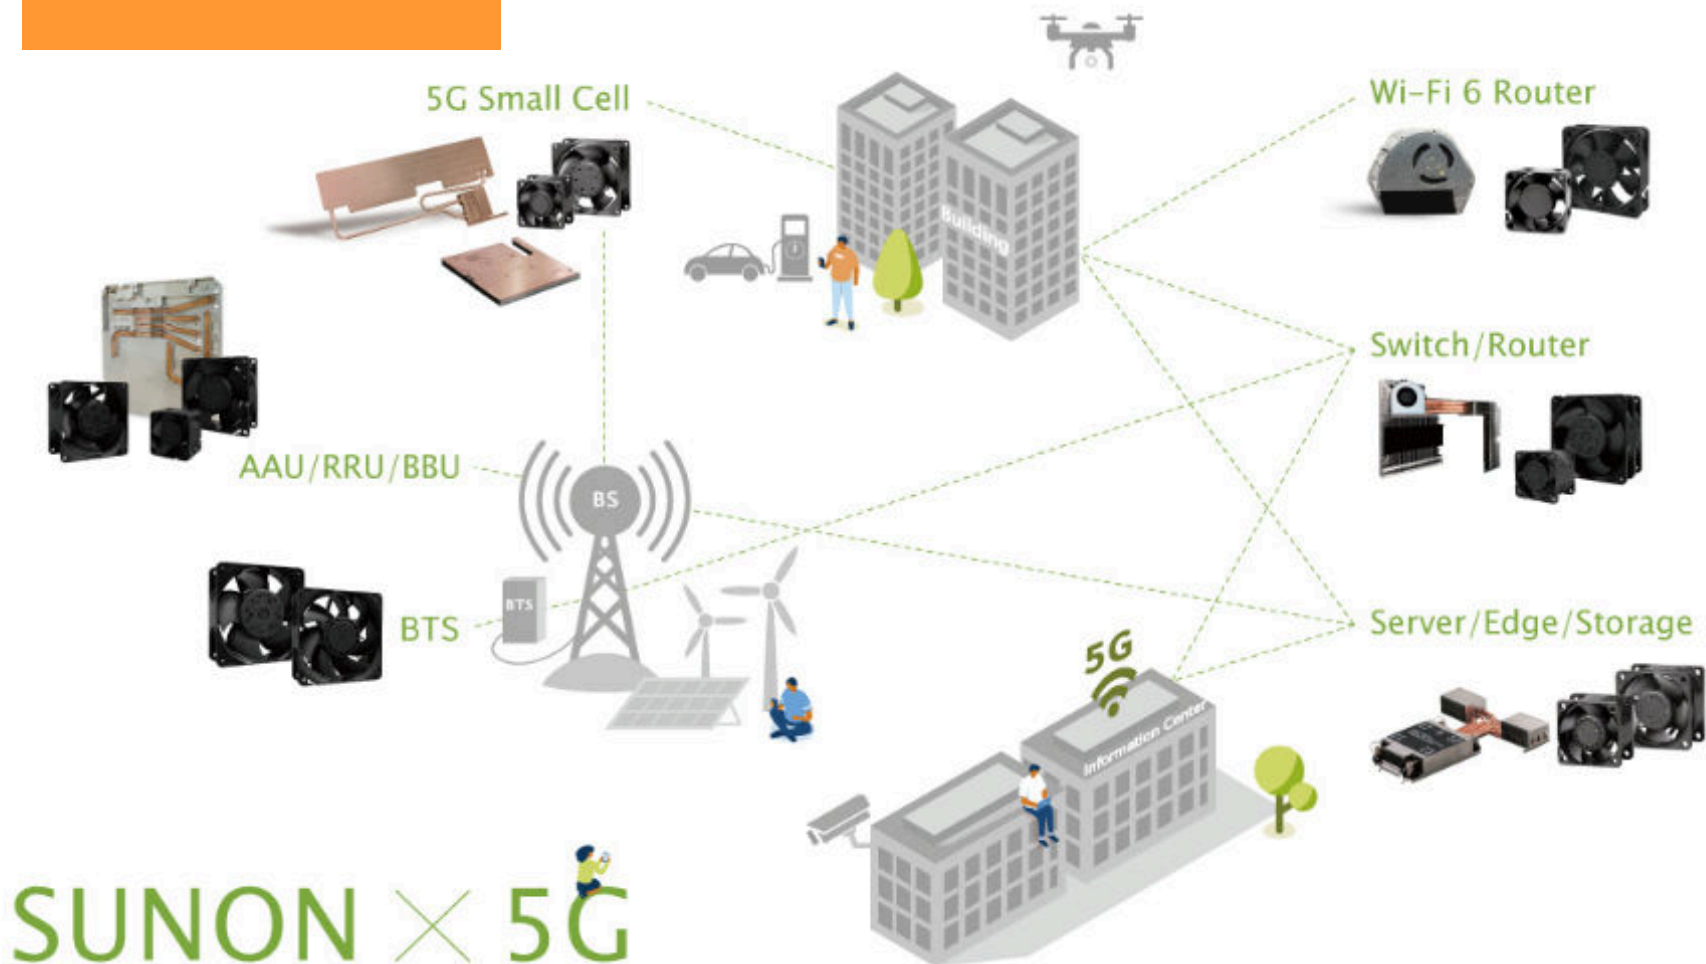 5G Small Cell
Wi-Fi 6 Router
Building
Switch/Router
AAU/RRU/BBU
BS
BTS
BTS
Server/Edge/Storage
5G
Information Center
SUNON × 5G